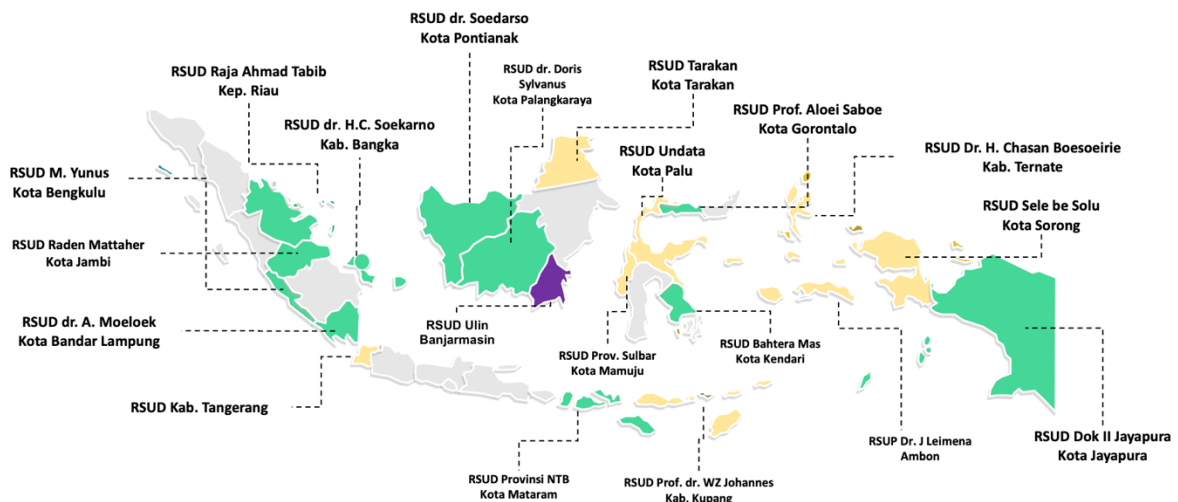 RSUD dr. Soedarso
Kota Pontianak
RSUD Raja Ahmad Tabib
Kep. Riau
RSUD dr. Doris
Sylvanus
Kota Palangkaraya
RSUD Tarakan
Kota Tarakan
RSUD Prof. Aloei Saboe
Kota Gorontalo
RSUD dr. H.C. Soekarno
Kab. Bangka
RSUD Undata
Kota Palu
RSUD Dr. H. Chasan Boesoeirie
Kab. Ternate
RSUD M. Yunus
Kota Bengkulu
RSUD Sele be Solu
Kota Sorong
RSUD Raden Mattaher
Kota Jambi
RSUD dr. A. Moeloek
Kota Bandar Lampung
RSUD Ulin
Banjarmasin
RSUD Prov. Sulbar
Kota Mamuju
RSUD Bahtera Mas
Kota Kendari
RSUD Kab. Tangerang
RSUP Dr. J Leimena
Ambon
RSUD Dok II Jayapura
Kota Jayapura
RSUD Provinsi NTB
Kota Mataram
RSUD Prof. dr. WZ Johannes
Kab. Kupang